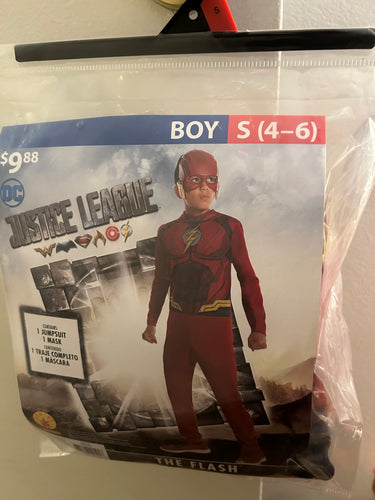 S
BOY S (4–6)
$9.88
DC
JUSTICE LEAGUE
CONTAINS:
1 JUMPSUIT
1 MASK
CONTENIDO:
1 TRAJE COMPLETO
1 MÁSCARA
THE FLASH